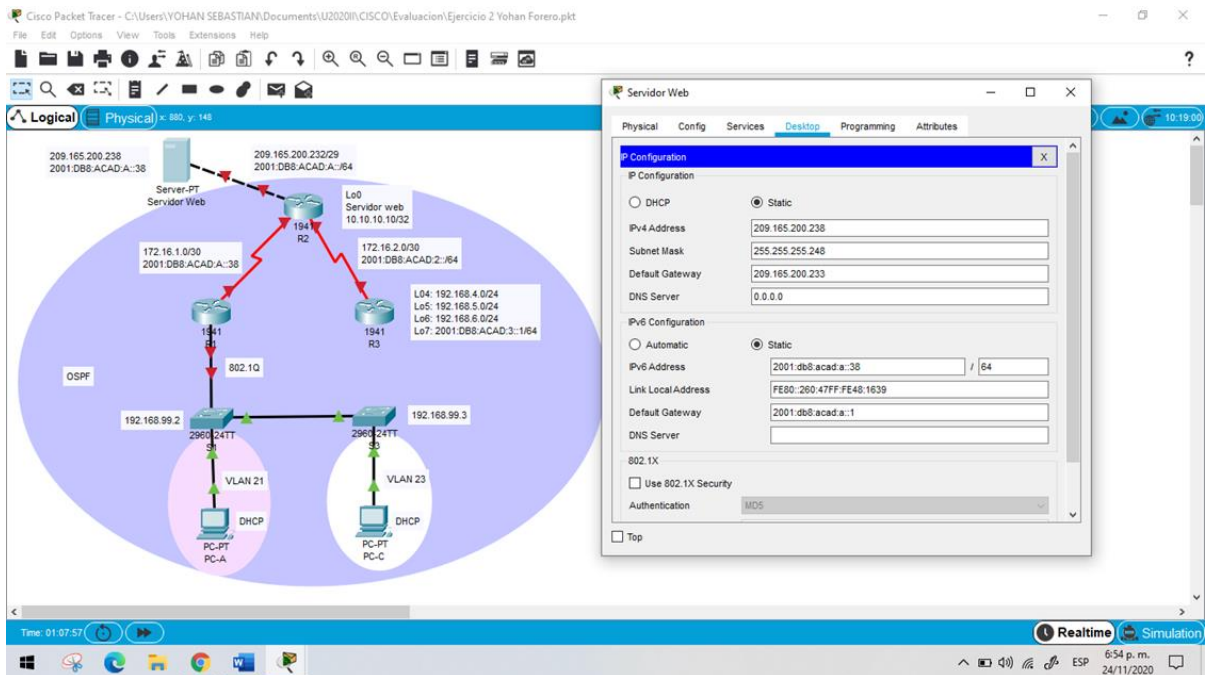 Cisco Packet Tracer - C:\Users\YOHAN SEBASTIAN\Documents\U2020II\CISCO\Evaluacion\Ejercicio 2 Yohan Forero.pkt
File Edit Options View Tools Extensions Help
?
Logical
Physical
x: 880, y: 148
10:19:00
209.165.200.238
2001:DB8:ACAD:A::38
Server-PT
Servidor Web
209.165.200.232/29
2001:DB8:ACAD:A::/64
Lo0
Servidor web
10.10.10.10/32
1941
R2
172.16.1.0/30
2001:DB8:ACAD:A::38
172.16.2.0/30
2001:DB8:ACAD:2::/64
1941
R1
1941
R3
L04: 192.168.4.0/24
Lo5: 192.168.5.0/24
Lo6: 192.168.6.0/24
Lo7: 2001:DB8:ACAD:3::1/64
OSPF
802.1Q
192.168.99.2
2960-24TT
S1
192.168.99.3
2960-24TT
S3
VLAN 21
VLAN 23
DHCP
PC-PT
PC-A
DHCP
PC-PT
PC-C
Servidor Web
Physical Config Services Desktop Programming Attributes
IP Configuration
X
IP Configuration
DHCP Static
IPv4 Address 209.165.200.238
Subnet Mask 255.255.255.248
Default Gateway 209.165.200.233
DNS Server 0.0.0.0
IPv6 Configuration
Automatic Static
IPv6 Address 2001:db8:acad:a::38 / 64
Link Local Address FE80::260:47FF:FE48:1639
Default Gateway 2001:db8:acad:a::1
DNS Server
802.1X
Use 802.1X Security
Authentication MD5
Top
Time: 01:07:57
Realtime
Simulation
ESP
6:54 p. m.
24/11/2020